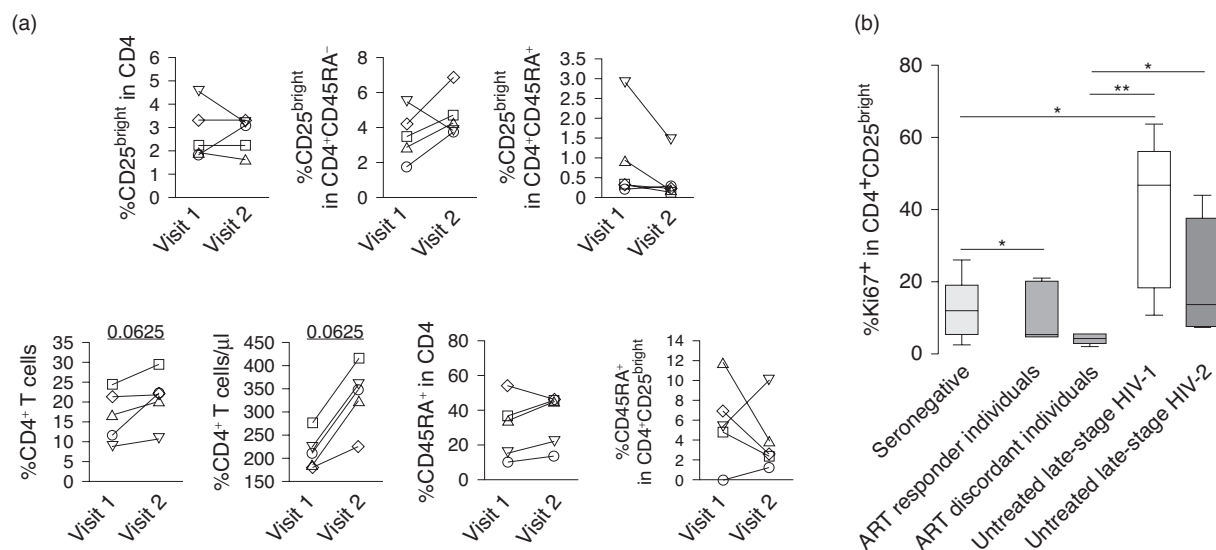 (a)
%CD25bright in CD4
6
5
4
3
2
1
0
Visit 1
Visit 2
%CD25bright
in CD4+CD45RA−
8
6
4
2
0
Visit 1
Visit 2
%CD25bright
in CD4+CD45RA+
3.5
3.0
2.5
2.0
1.5
1.0
0.5
0
Visit 1
Visit 2
%CD4+ T cells
0.0625
35
30
25
20
15
10
5
0
Visit 1
Visit 2
%CD4+ T cells/µl
0.0625
450
400
350
300
250
200
150
Visit 1
Visit 2
%CD45RA+ in CD4
80
60
40
20
0
Visit 1
Visit 2
%CD45RA+
in CD4+CD25bright
14
12
10
8
6
4
2
0
Visit 1
Visit 2
(b)
%Ki67+ in CD4+CD25bright
80
60
40
20
0
*
**
*
*
Seronegative
ART responder individuals
ART discordant individuals
Untreated late-stage HIV-1
Untreated late-stage HIV-2